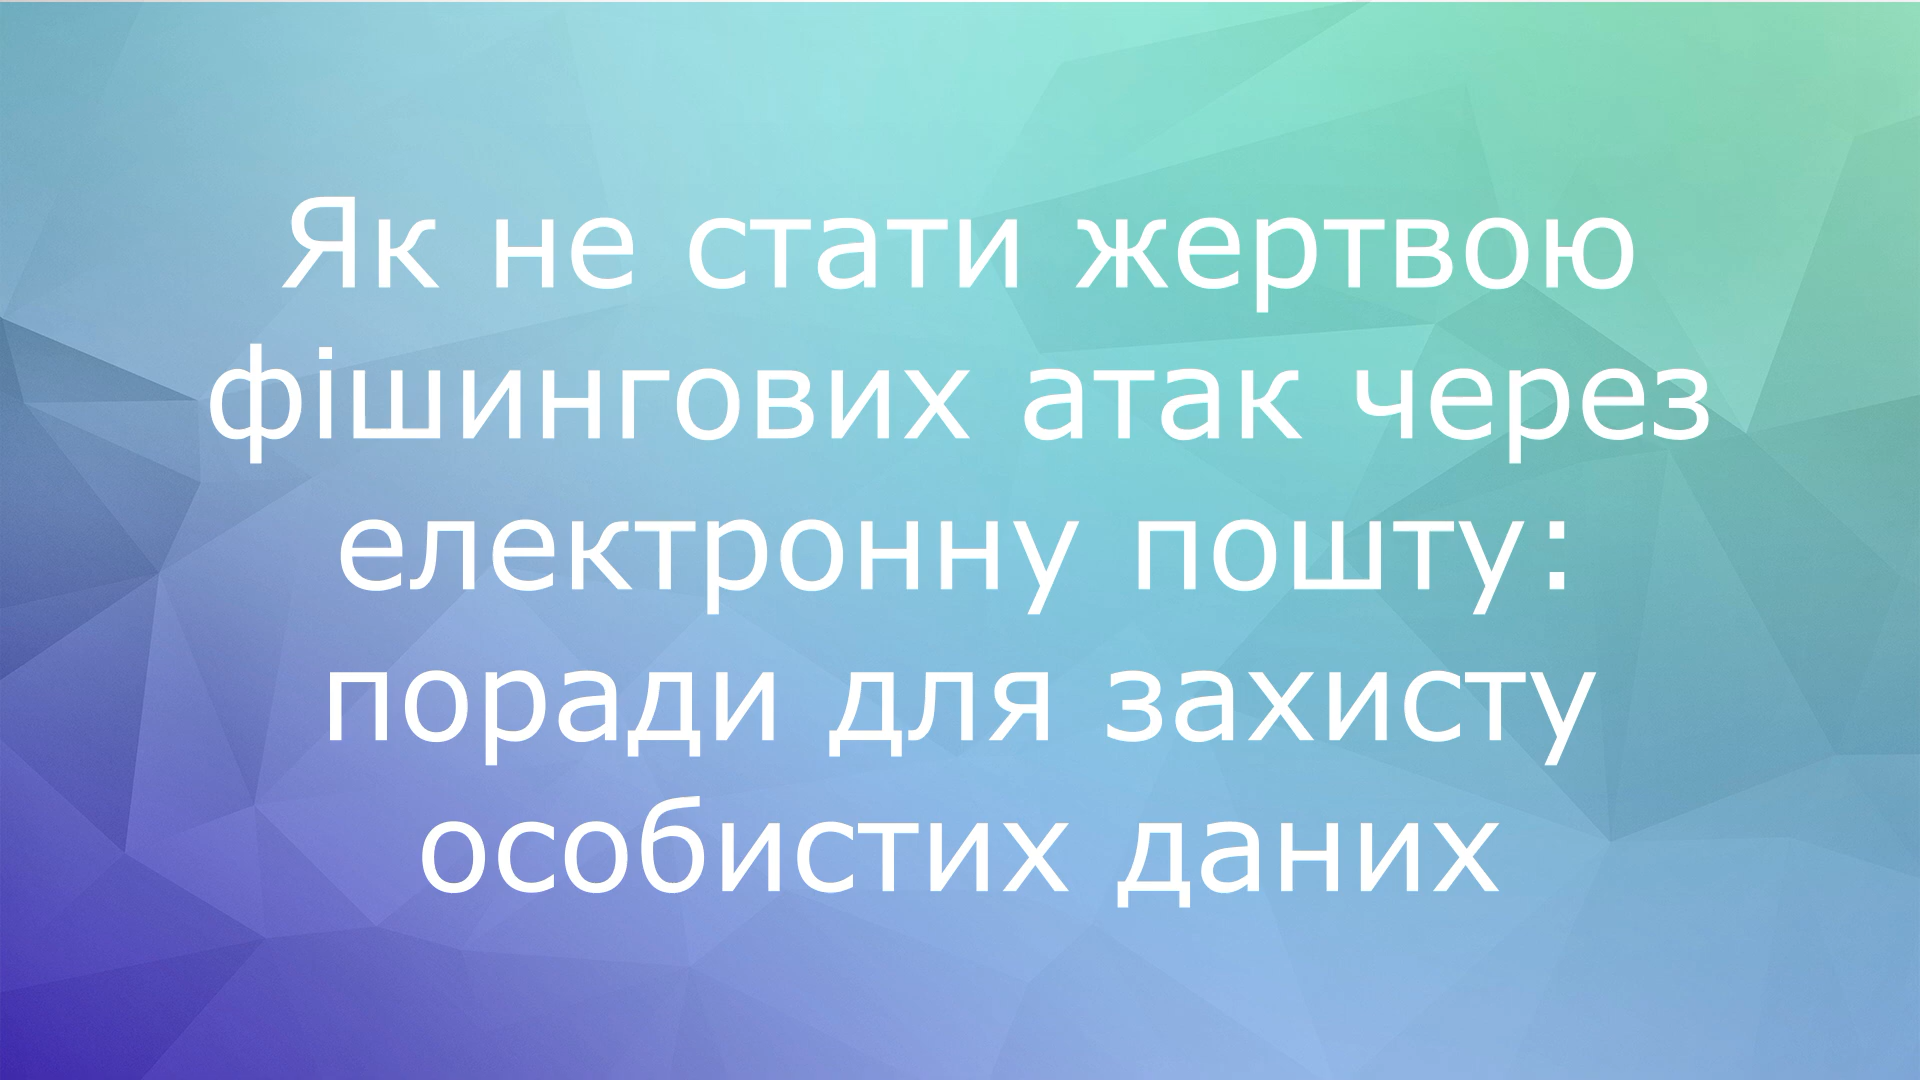 Як не стати жертвою
фішингових атак через
електронну пошту:
поради для захисту
особистих даних